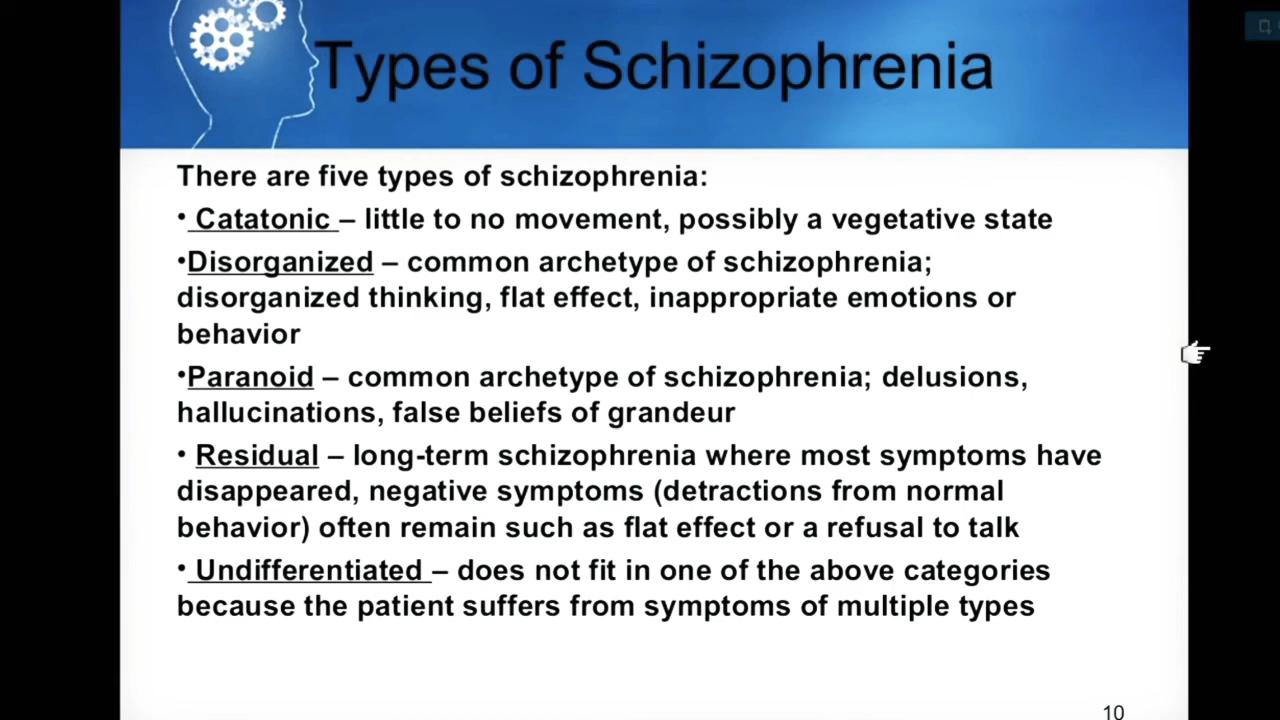 Types of Schizophrenia
There are five types of schizophrenia:
• Catatonic – little to no movement, possibly a vegetative state
•Disorganized – common archetype of schizophrenia;
disorganized thinking, flat effect, inappropriate emotions or
behavior
•Paranoid – common archetype of schizophrenia; delusions,
hallucinations, false beliefs of grandeur
• Residual – long-term schizophrenia where most symptoms have
disappeared, negative symptoms (detractions from normal
behavior) often remain such as flat effect or a refusal to talk
• Undifferentiated – does not fit in one of the above categories
because the patient suffers from symptoms of multiple types
10